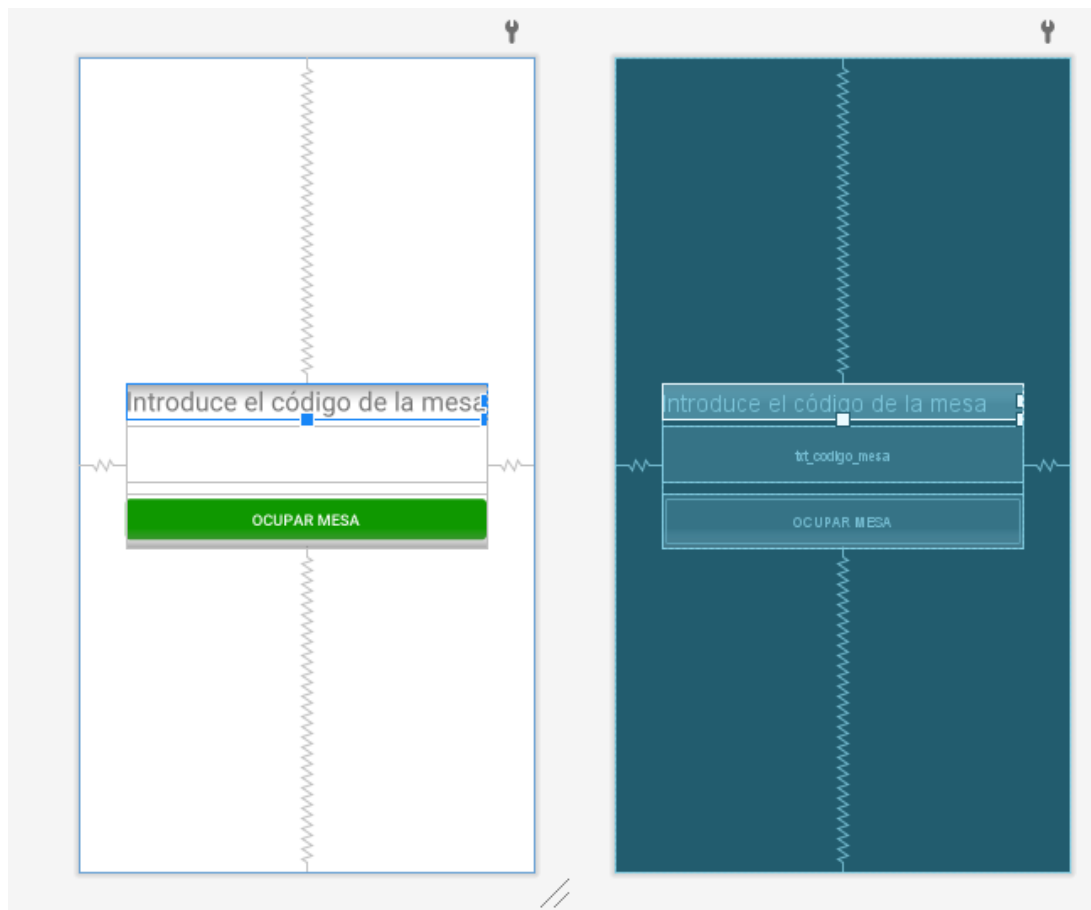 Introduce el código de la mesa
OCUPAR MESA
Introduce el código de la mesa
txt_codigo_mesa
OCUPAR MESA